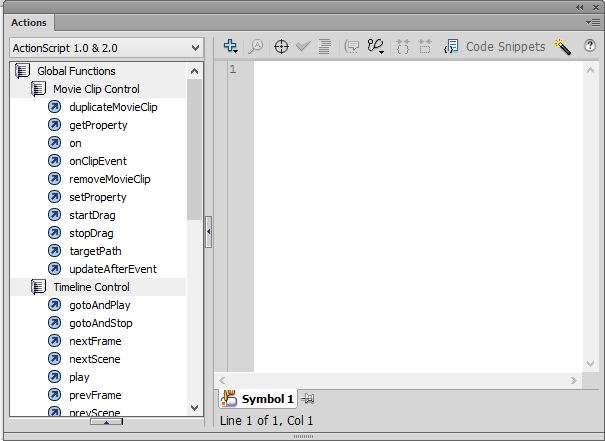 Actions
ActionScript 1.0 & 2.0
Code Snippets
Global Functions
Movie Clip Control
duplicateMovieClip
getProperty
on
onClipEvent
removeMovieClip
setProperty
startDrag
stopDrag
targetPath
updateAfterEvent
Timeline Control
gotoAndPlay
gotoAndStop
nextFrame
nextScene
play
prevFrame
prevScene
1
Symbol 1
Line 1 of 1, Col 1